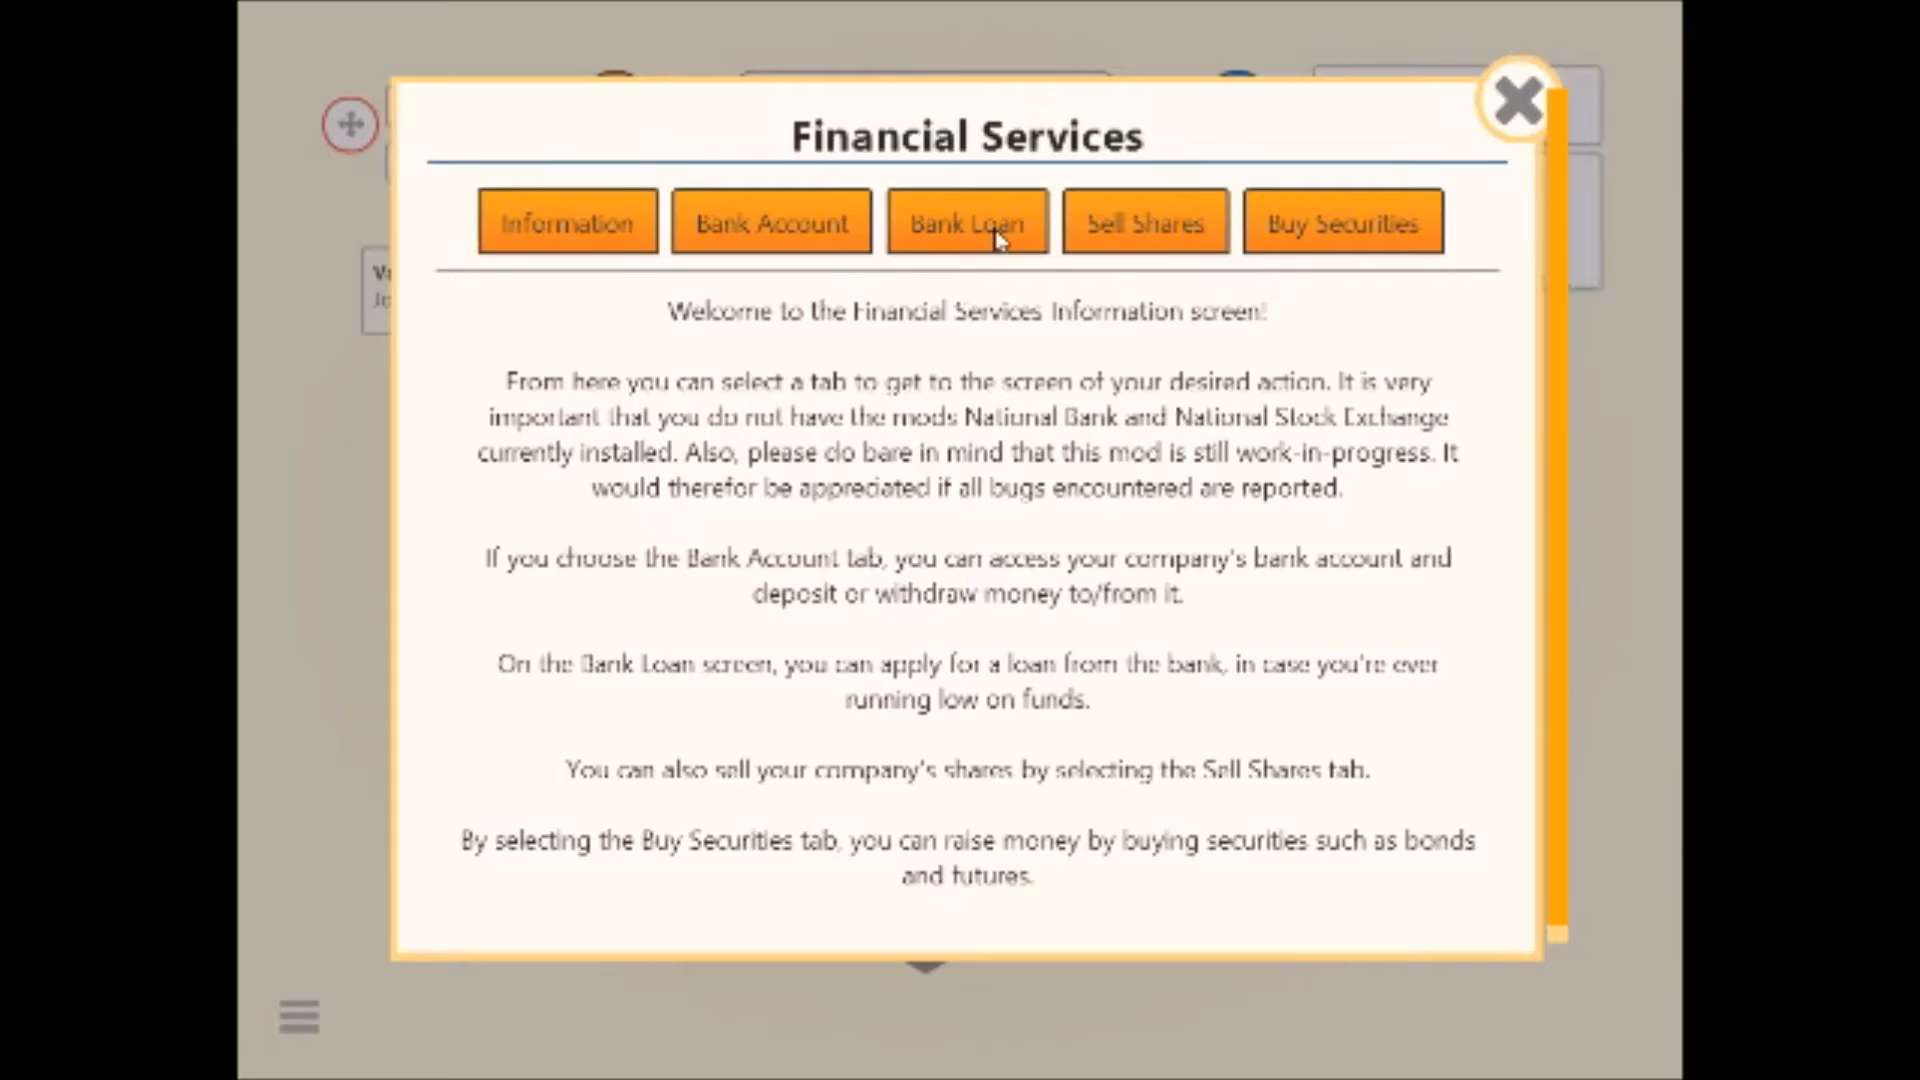 Financial Services
Information Bank Account Bank Loan Sell Shares Buy Securities
Welcome to the Financial Services Information screen!
From here you can select a tab to get to the screen of your desired action. It is very
important that you do not have the mods National Bank and National Stock Exchange
currently installed. Also, please do bare in mind that this mod is still work-in-progress. It
would therefor be appreciated if all bugs encountered are reported.
If you choose the Bank Account tab, you can access your company's bank account and
deposit or withdraw money to/from it.
On the Bank Loan screen, you can apply for a loan from the bank, in case you're ever
running low on funds.
You can also sell your company's shares by selecting the Sell Shares tab.
By selecting the Buy Securities tab, you can raise money by buying securities such as bonds
and futures.